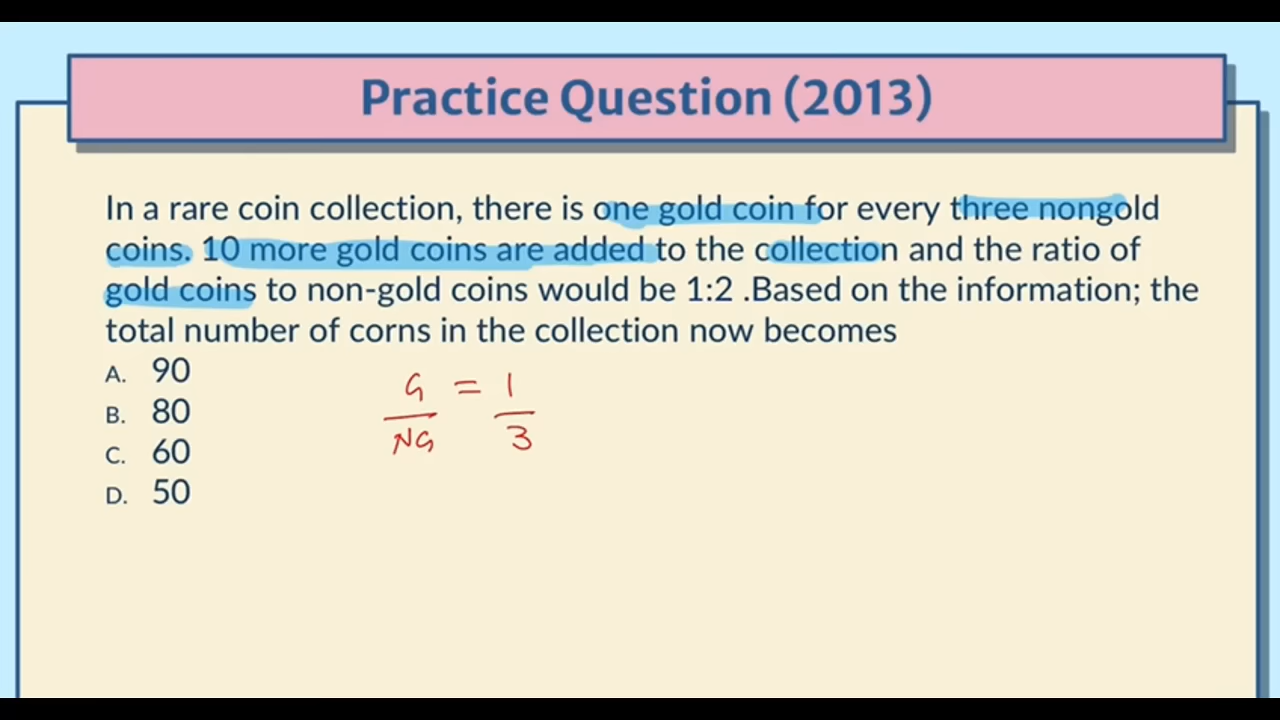 Practice Question (2013)
In a rare coin collection, there is one gold coin for every three nongold
coins. 10 more gold coins are added to the collection and the ratio of
gold coins to non-gold coins would be 1:2 .Based on the information; the
total number of corns in the collection now becomes
A. 90
B. 80
C. 60
D. 50
G = 1
NG 3